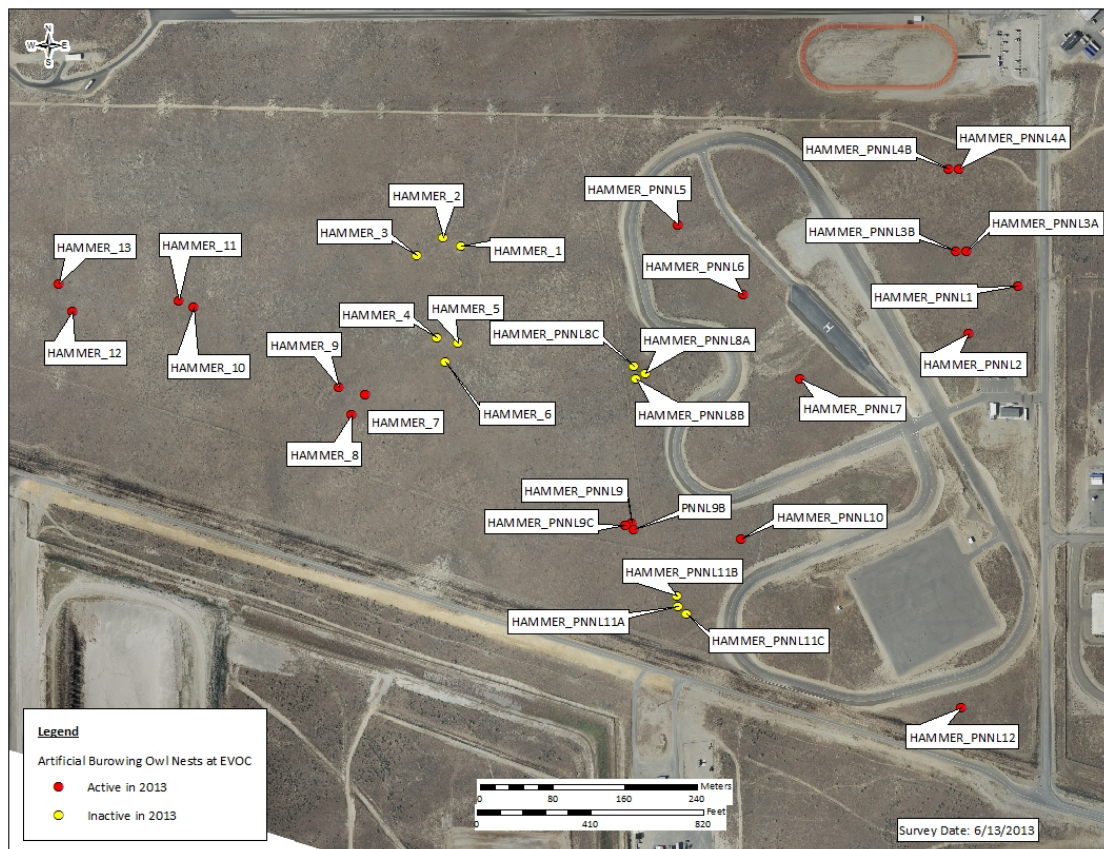 N
W E
S
HAMMER_PNNL4B
HAMMER_PNNL4A
HAMMER_PNNL5
HAMMER_2
HAMMER_3
HAMMER_1
HAMMER_PNNL3B
HAMMER_PNNL3A
HAMMER_13
HAMMER_11
HAMMER_PNNL6
HAMMER_PNNL1
H
HAMMER_4
HAMMER_5
HAMMER_PNNL8C
HAMMER_PNNL8A
HAMMER_12
HAMMER_10
HAMMER_9
HAMMER_PNNL2
HAMMER_6
HAMMER_PNNL8B
HAMMER_PNNL7
HAMMER_7
HAMMER_8
HAMMER_PNNL9
PNNL9B
HAMMER_PNNL9C
HAMMER_PNNL10
HAMMER_PNNL11B
HAMMER_PNNL11A
HAMMER_PNNL11C
HAMMER_PNNL12
Legend
Artificial Burowing Owl Nests at EVOC
Active in 2013
Inactive in 2013
Meters
0 80 160 240
Feet
0 410 820
Survey Date: 6/13/2013